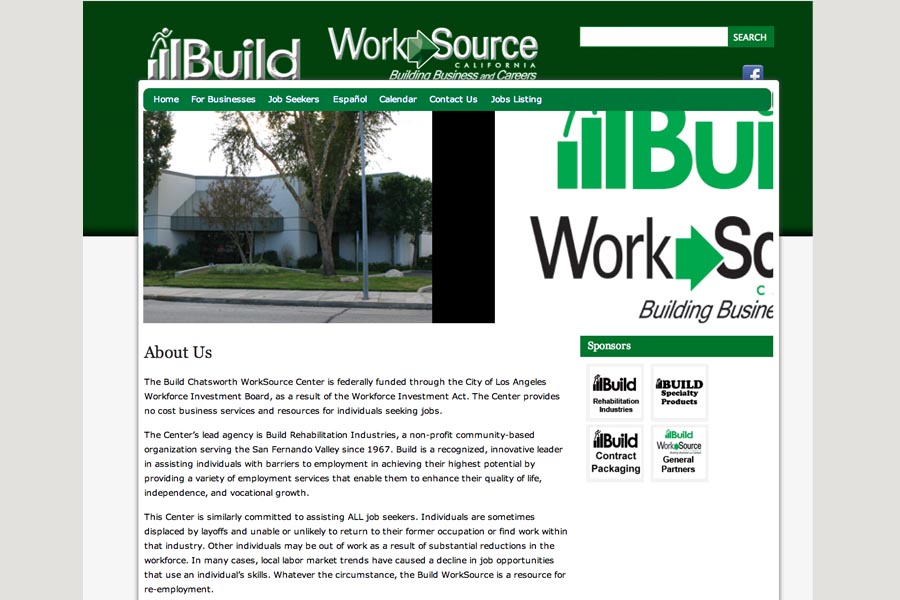 Build
WorkSource
CALIFORNIA
Building Business and Careers
SEARCH
Home For Businesses Job Seekers Español Calendar Contact Us Jobs Listing
Bui
Work Sc
C
Building Busine
About Us
The Build Chatsworth WorkSource Center is federally funded through the City of Los Angeles
Workforce Investment Board, as a result of the Workforce Investment Act. The Center provides
no cost business services and resources for individuals seeking jobs.
The Center's lead agency is Build Rehabilitation Industries, a non-profit community-based
organization serving the San Fernando Valley since 1967. Build is a recognized, innovative leader
in assisting individuals with barriers to employment in achieving their highest potential by
providing a variety of employment services that enable them to enhance their quality of life,
independence, and vocational growth.
This Center is similarly committed to assisting ALL job seekers. Individuals are sometimes
displaced by layoffs and unable or unlikely to return to their former occupation or find work within
that industry. Other individuals may be out of work as a result of substantial reductions in the
workforce. In many cases, local labor market trends have caused a decline in job opportunities
that use an individual's skills. Whatever the circumstance, the Build WorkSource is a resource for
re-employment.
Sponsors
Build
Rehabilitation
Industries
BUILD
Specialty
Products
Build
Contract
Packaging
Build
WorkSource
General
Partners